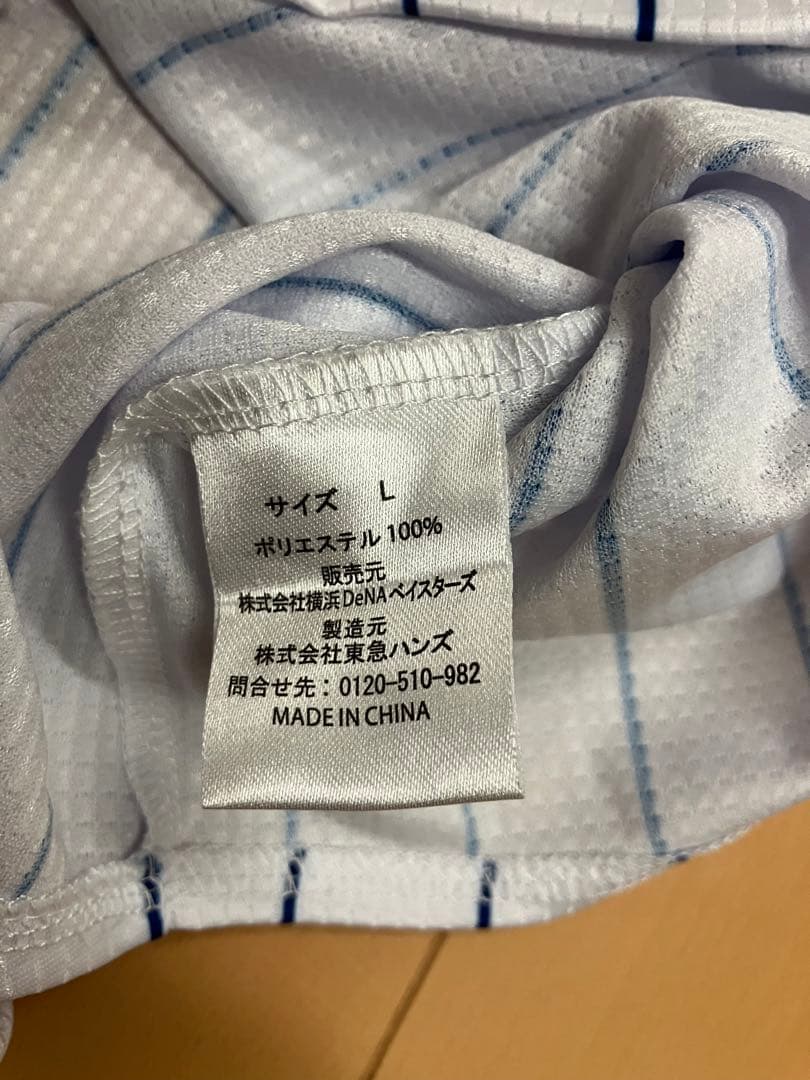 サイズ L
ポリエステル 100%
販売元
株式会社横浜DeNAベイスターズ
製造元
株式会社東急ハンズ
問合せ先：0120-510-982
MADE IN CHINA